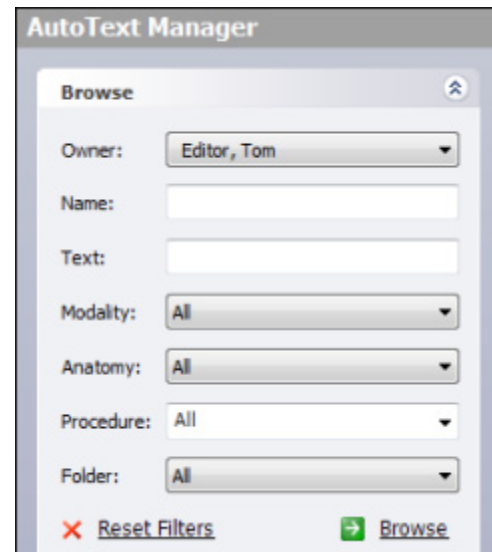 AutoText Manager
Browse
Owner: Editor, Tom
Name:
Text:
Modality: All
Anatomy: All
Procedure: All
Folder: All
Reset Filters Browse